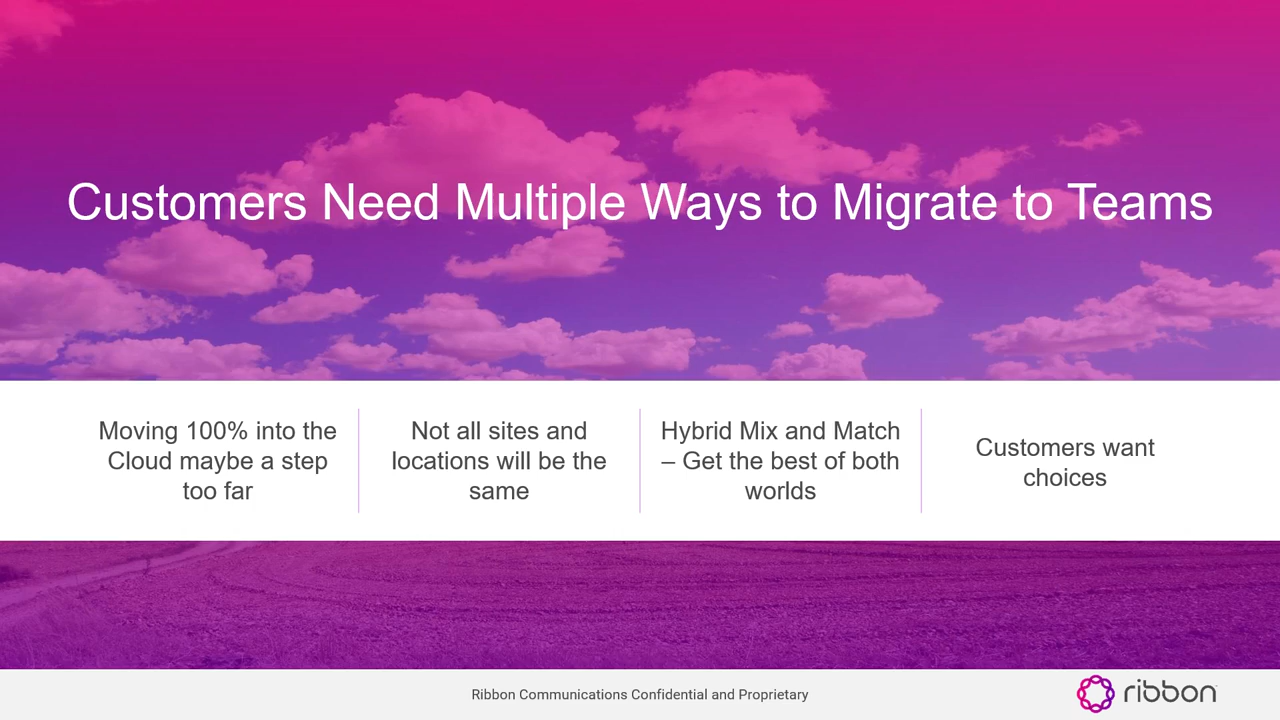 Customers Need Multiple Ways to Migrate to Teams
Moving 100% into the
Cloud maybe a step
too far
Not all sites and
locations will be the
same
Hybrid Mix and Match
– Get the best of both
worlds
Customers want
choices
Ribbon Communications Confidential and Proprietary
ribbon